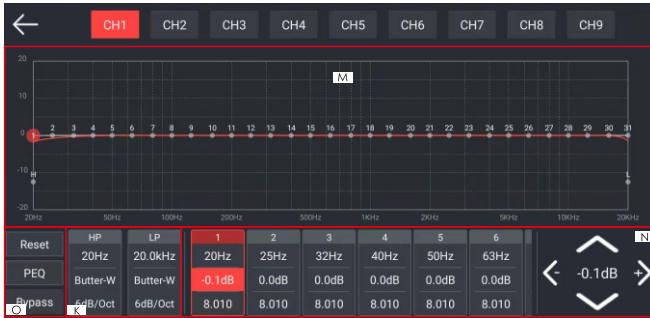 CH1 CH2 CH3 CH4 CH5 CH6 CH7 CH8 CH9
20
M
10
2 3 4 5 6 7 8 9 10 11 12 13 14 15 16 17 18 19 20 21 22 23 24 25 26 27 28 29 30 31
0 1
-10 H L
-20
20Hz 50Hz 100Hz 200Hz 500Hz 1KHz 2KHz 5KHz 10KHz 20KHz
N
Reset HP LP 1 2 3 4 5 6
20Hz 20.0kHz 20Hz 25Hz 32Hz 40Hz 50Hz 63Hz
PEQ Butter-W Butter-W -0.1dB 0.0dB 0.0dB 0.0dB 0.0dB 0.0dB - -0.1dB +
Bypass 6dB/Oct 6dB/Oct 8.010 8.010 8.010 8.010 8.010 8.010
O K